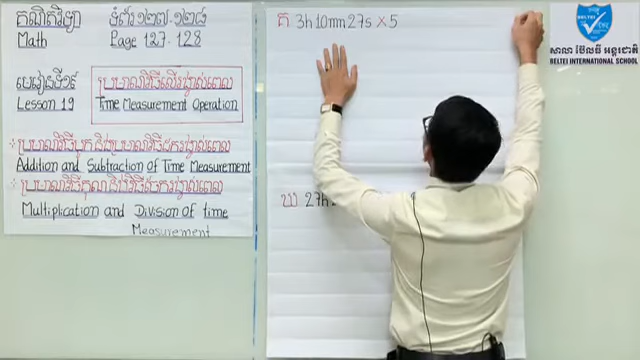 គណិតវិទ្យា ទំព័រ ១២៧-១២៨
Math Page 127-128
មេរៀនទី១៩ ប្រមាណវិធីលើរង្វាស់ពេល
Lesson 19 Time Measurement Operation
ប្រមាណវិធីបូក និងប្រមាណវិធីដករង្វាស់ពេល
Addition and Subtraction of Time Measurement
ប្រមាណវិធីគុណ និងវិធីចែករង្វាស់ពេល
Multiplication and Division of time
Measurement
គ 3h 10mn 27s × 5
ឃ 27h
BELTEI
សាលា ប៊ែលធី អន្តរជាតិ
BELTEI INTERNATIONAL SCHOOL